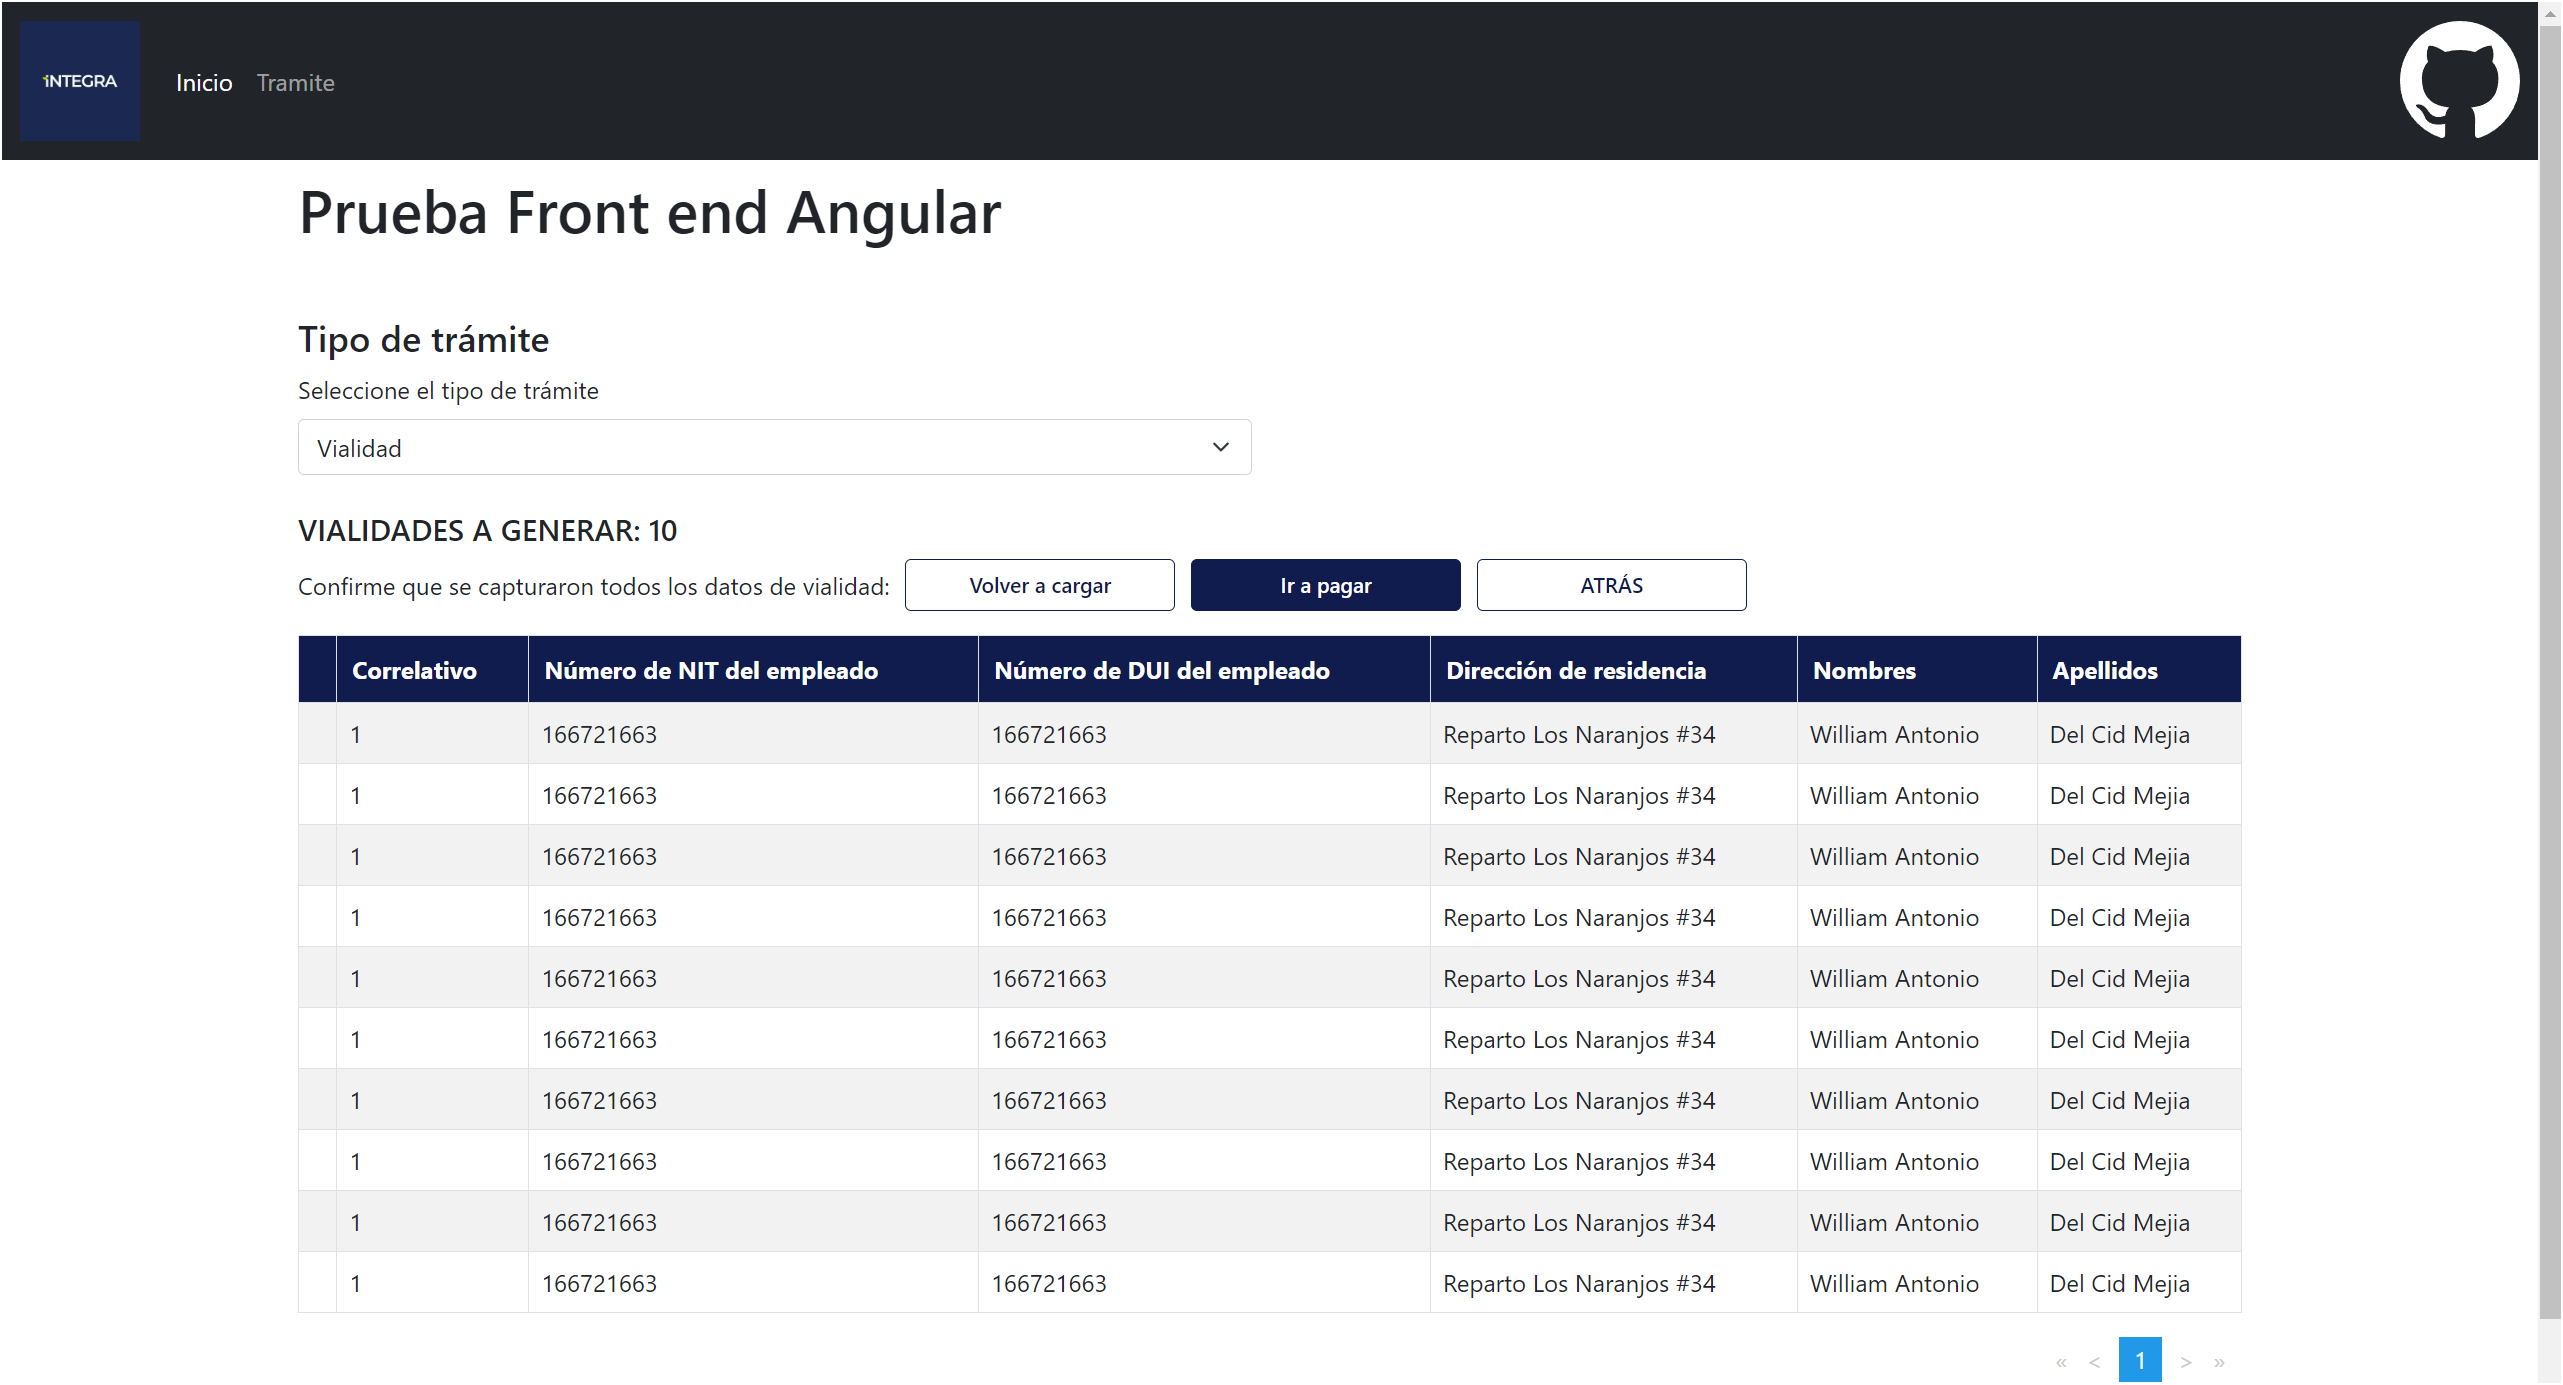 iNTEGRA
Inicio Tramite
Prueba Front end Angular
Tipo de trámite
Seleccione el tipo de trámite
Vialidad
VIALIDADES A GENERAR: 10
Confirme que se capturaron todos los datos de vialidad: Volver a cargar Ir a pagar ATRÁS
Correlativo Número de NIT del empleado Número de DUI del empleado Dirección de residencia Nombres Apellidos
1 166721663 166721663 Reparto Los Naranjos #34 William Antonio Del Cid Mejia
1 166721663 166721663 Reparto Los Naranjos #34 William Antonio Del Cid Mejia
1 166721663 166721663 Reparto Los Naranjos #34 William Antonio Del Cid Mejia
1 166721663 166721663 Reparto Los Naranjos #34 William Antonio Del Cid Mejia
1 166721663 166721663 Reparto Los Naranjos #34 William Antonio Del Cid Mejia
1 166721663 166721663 Reparto Los Naranjos #34 William Antonio Del Cid Mejia
1 166721663 166721663 Reparto Los Naranjos #34 William Antonio Del Cid Mejia
1 166721663 166721663 Reparto Los Naranjos #34 William Antonio Del Cid Mejia
1 166721663 166721663 Reparto Los Naranjos #34 William Antonio Del Cid Mejia
1 166721663 166721663 Reparto Los Naranjos #34 William Antonio Del Cid Mejia
« < 1 > »